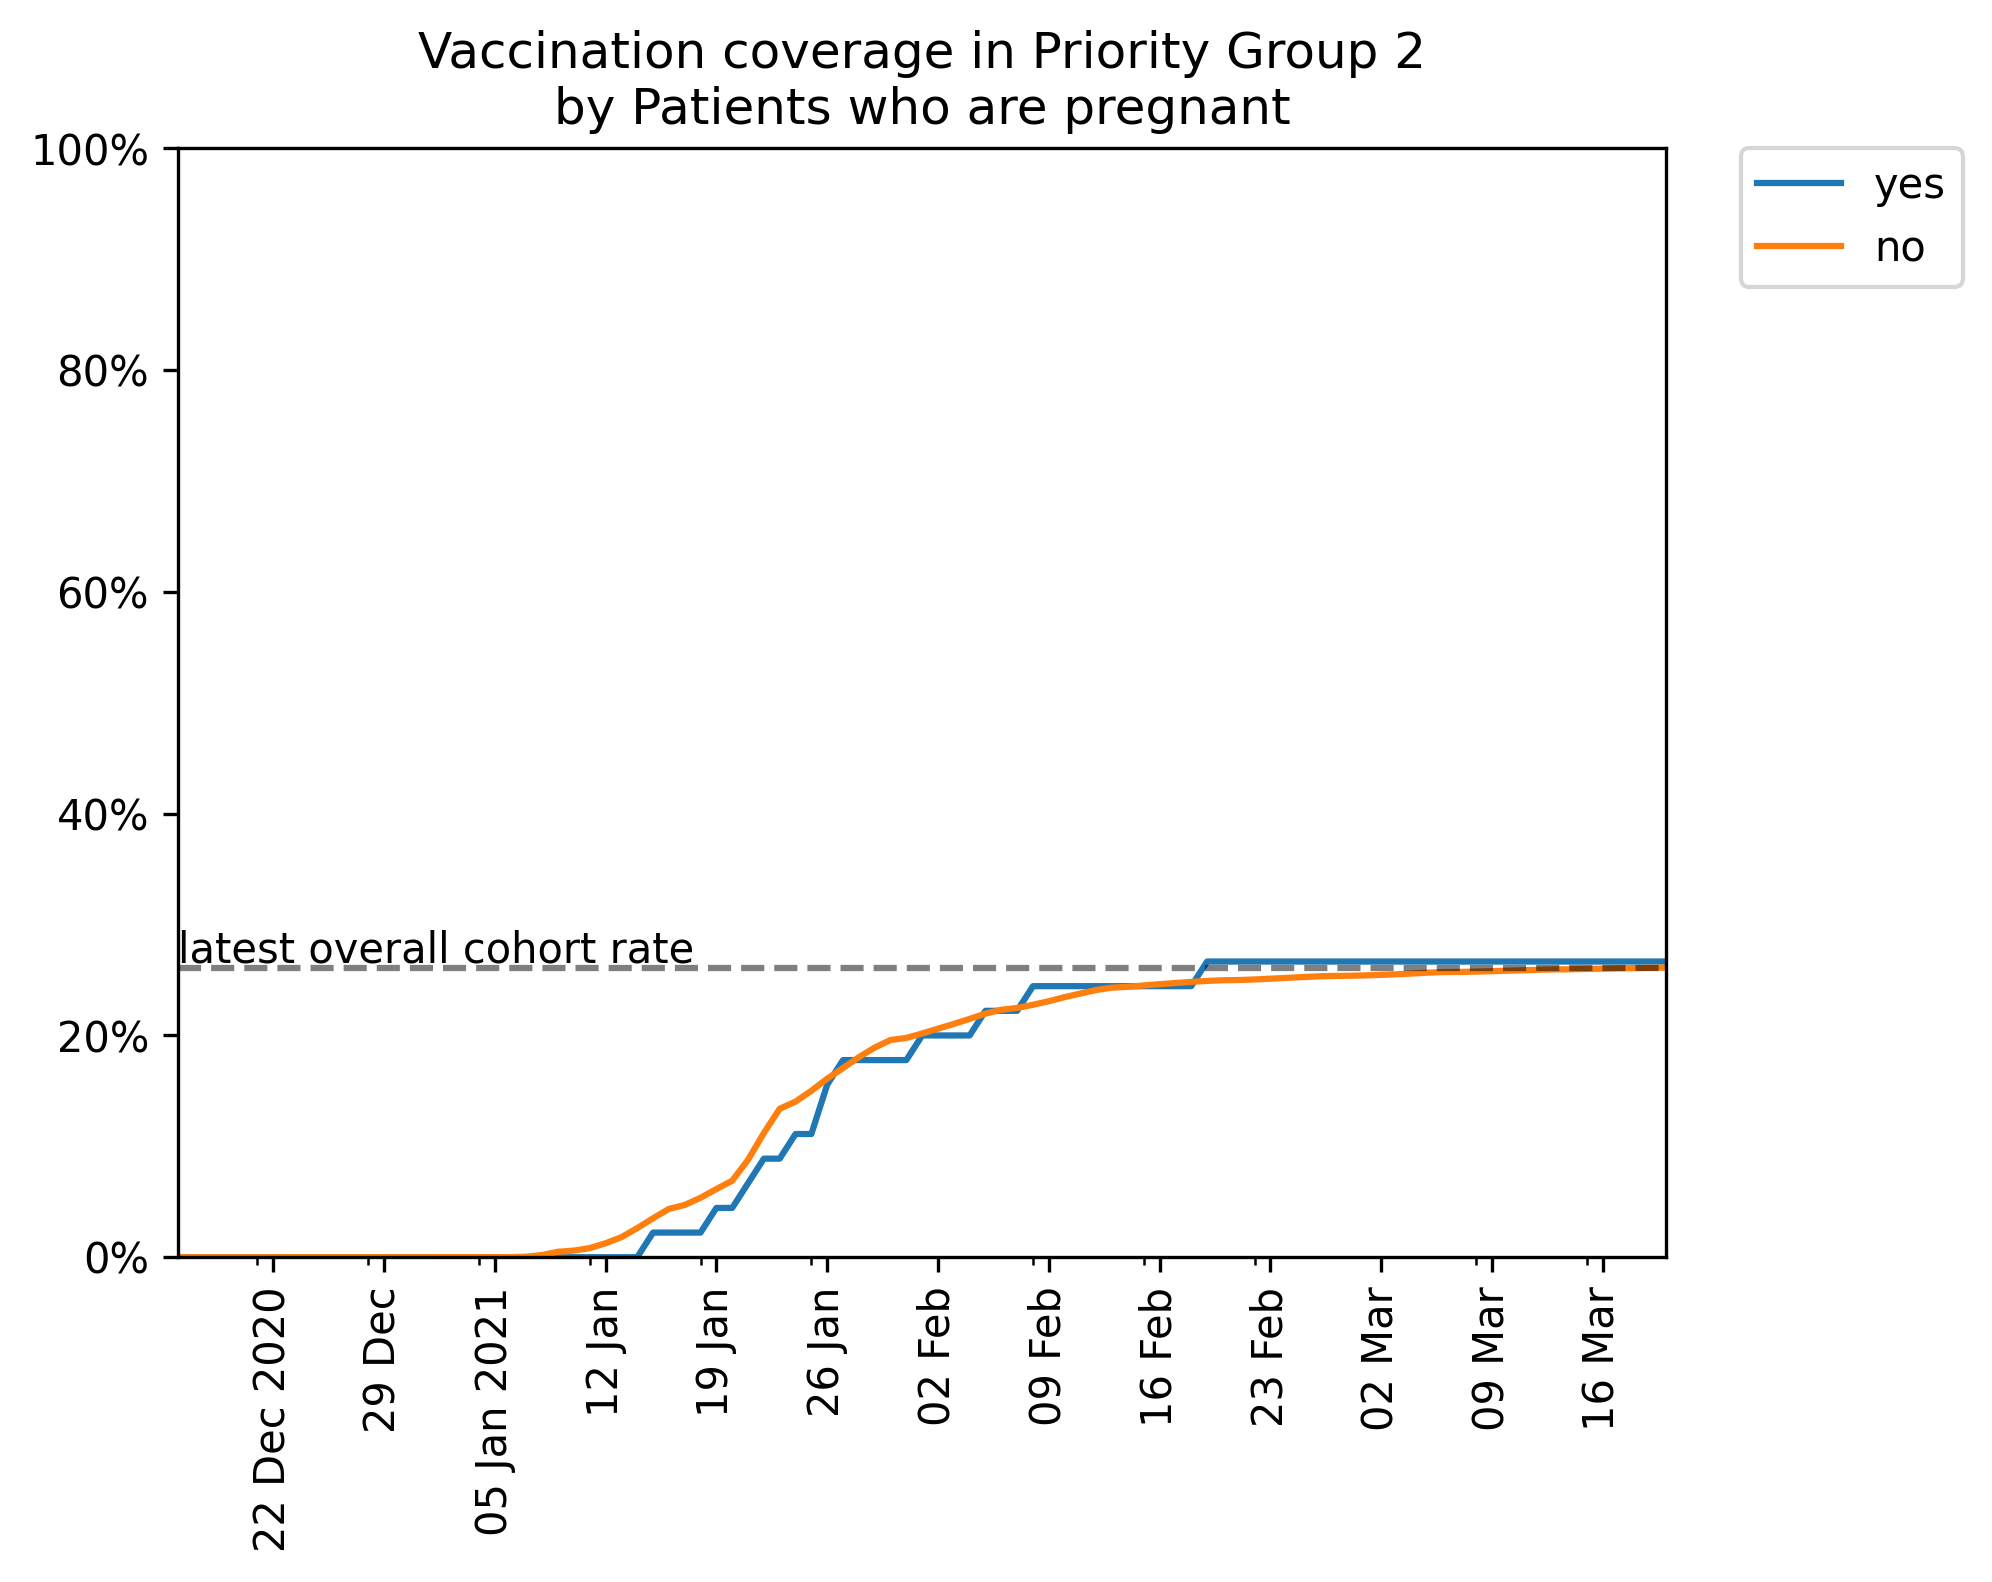 Vaccination coverage in Priority Group 2
by Patients who are pregnant
100%
80%
60%
40%
20%
0%
yes
no
latest overall cohort rate
22 Dec 2020
29 Dec
05 Jan 2021
12 Jan
19 Jan
26 Jan
02 Feb
09 Feb
16 Feb
23 Feb
02 Mar
09 Mar
16 Mar